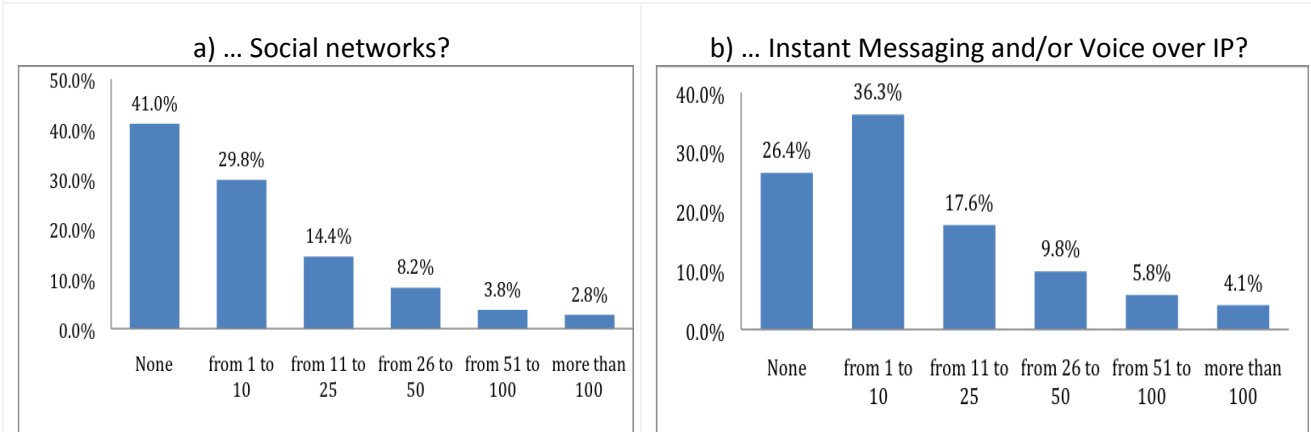 a) ... Social networks?
50.0%
40.0%
30.0%
20.0%
10.0%
0.0%
41.0%
29.8%
14.4%
8.2%
3.8%
2.8%
None
from 1 to 10
from 11 to 25
from 26 to 50
from 51 to 100
more than 100
b) ... Instant Messaging and/or Voice over IP?
40.0%
30.0%
20.0%
10.0%
0.0%
26.4%
36.3%
17.6%
9.8%
5.8%
4.1%
None
from 1 to 10
from 11 to 25
from 26 to 50
from 51 to 100
more than 100